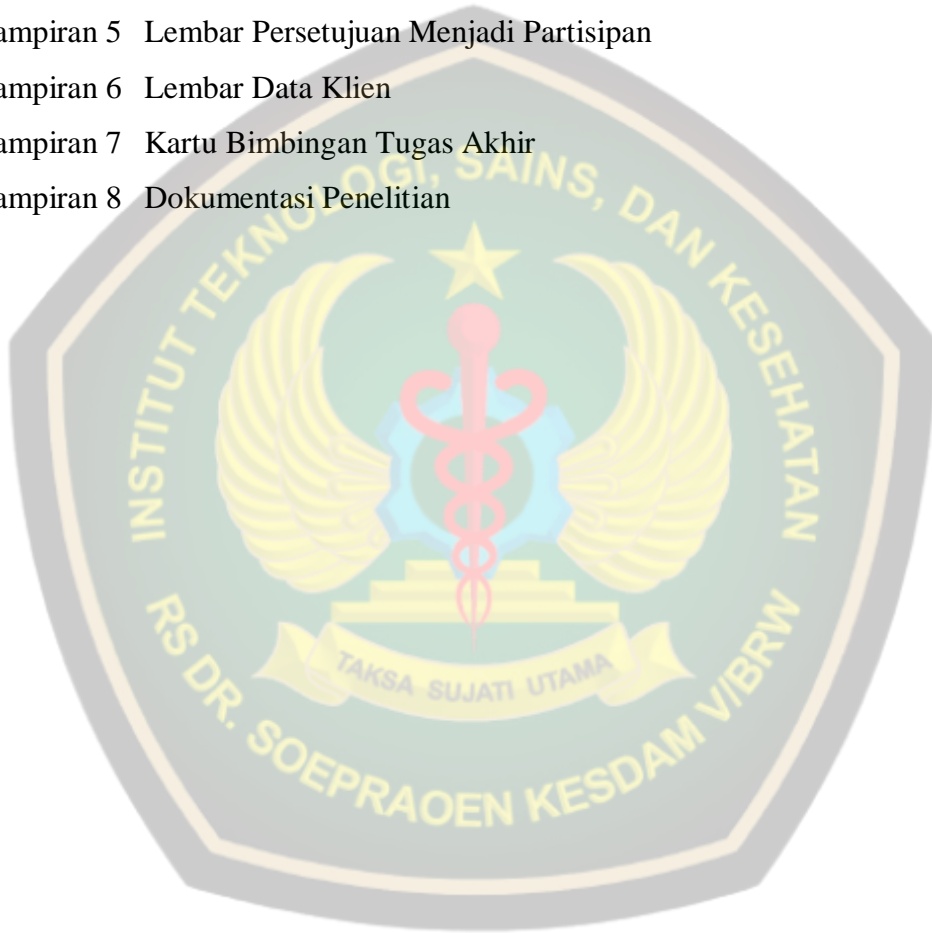 ampiran 5 Lembar Persetujuan Menjadi Partisipan
ampiran 6 Lembar Data Klien
ampiran 7 Kartu Bimbingan Tugas Akhir
ampiran 8 Dokumentasi Penelitian
INSTITUT TEKNOLOGI, SAINS, DAN KESEHATAN
TAKSA SUJATI UTAMA
RS DR. SOEPRAOEN KESDAM V/BRW